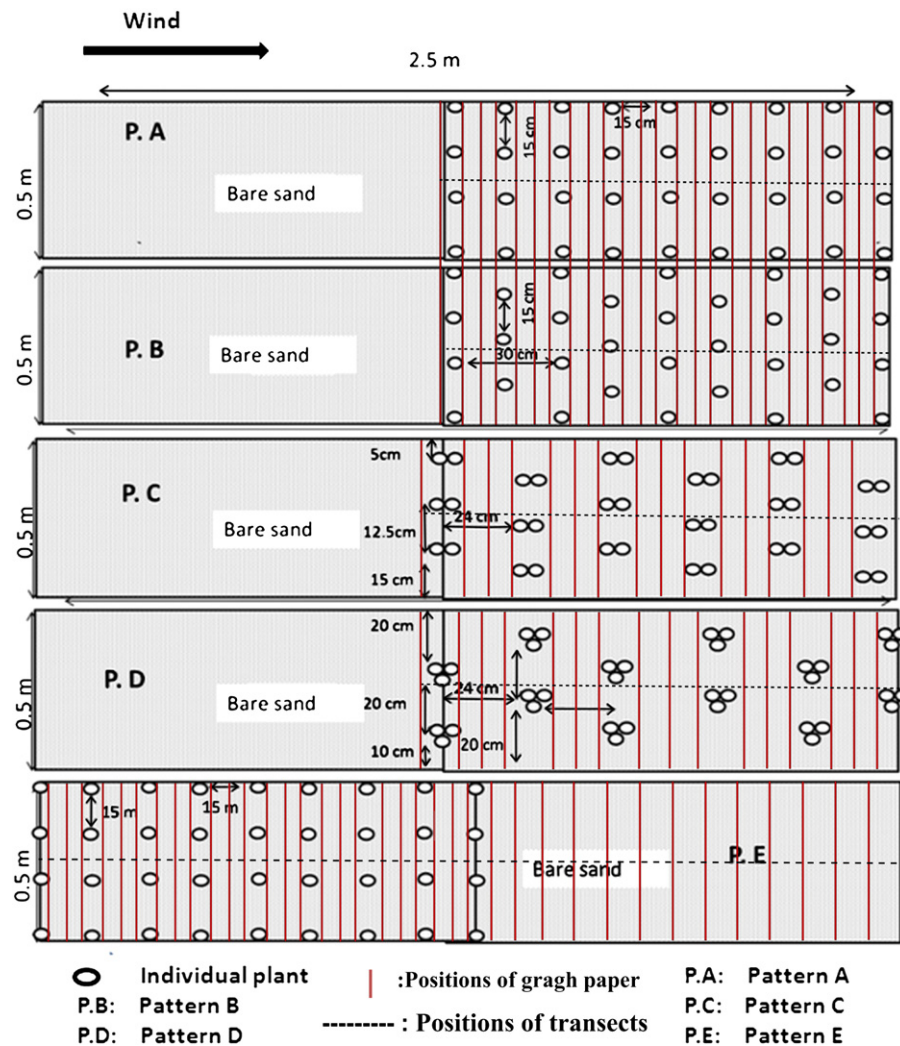 Wind
2.5 m
P. A
15 cm
15 cm
0.5 m
Bare sand
15 cm
P. B
30 cm
0.5 m
Bare sand
5cm
P. C
24 cm
12.5cm
0.5 m
Bare sand
15 cm
20 cm
P. D
24 cm
20 cm
0.5 m
Bare sand
20 cm
10 cm
15 m
15 m
0.5 m
Bare sand
P. E
Individual plant
:Positions of gragh paper
P.A: Pattern A
P.B: Pattern B
P.C: Pattern C
P.D: Pattern D
: Positions of transects
P.E: Pattern E